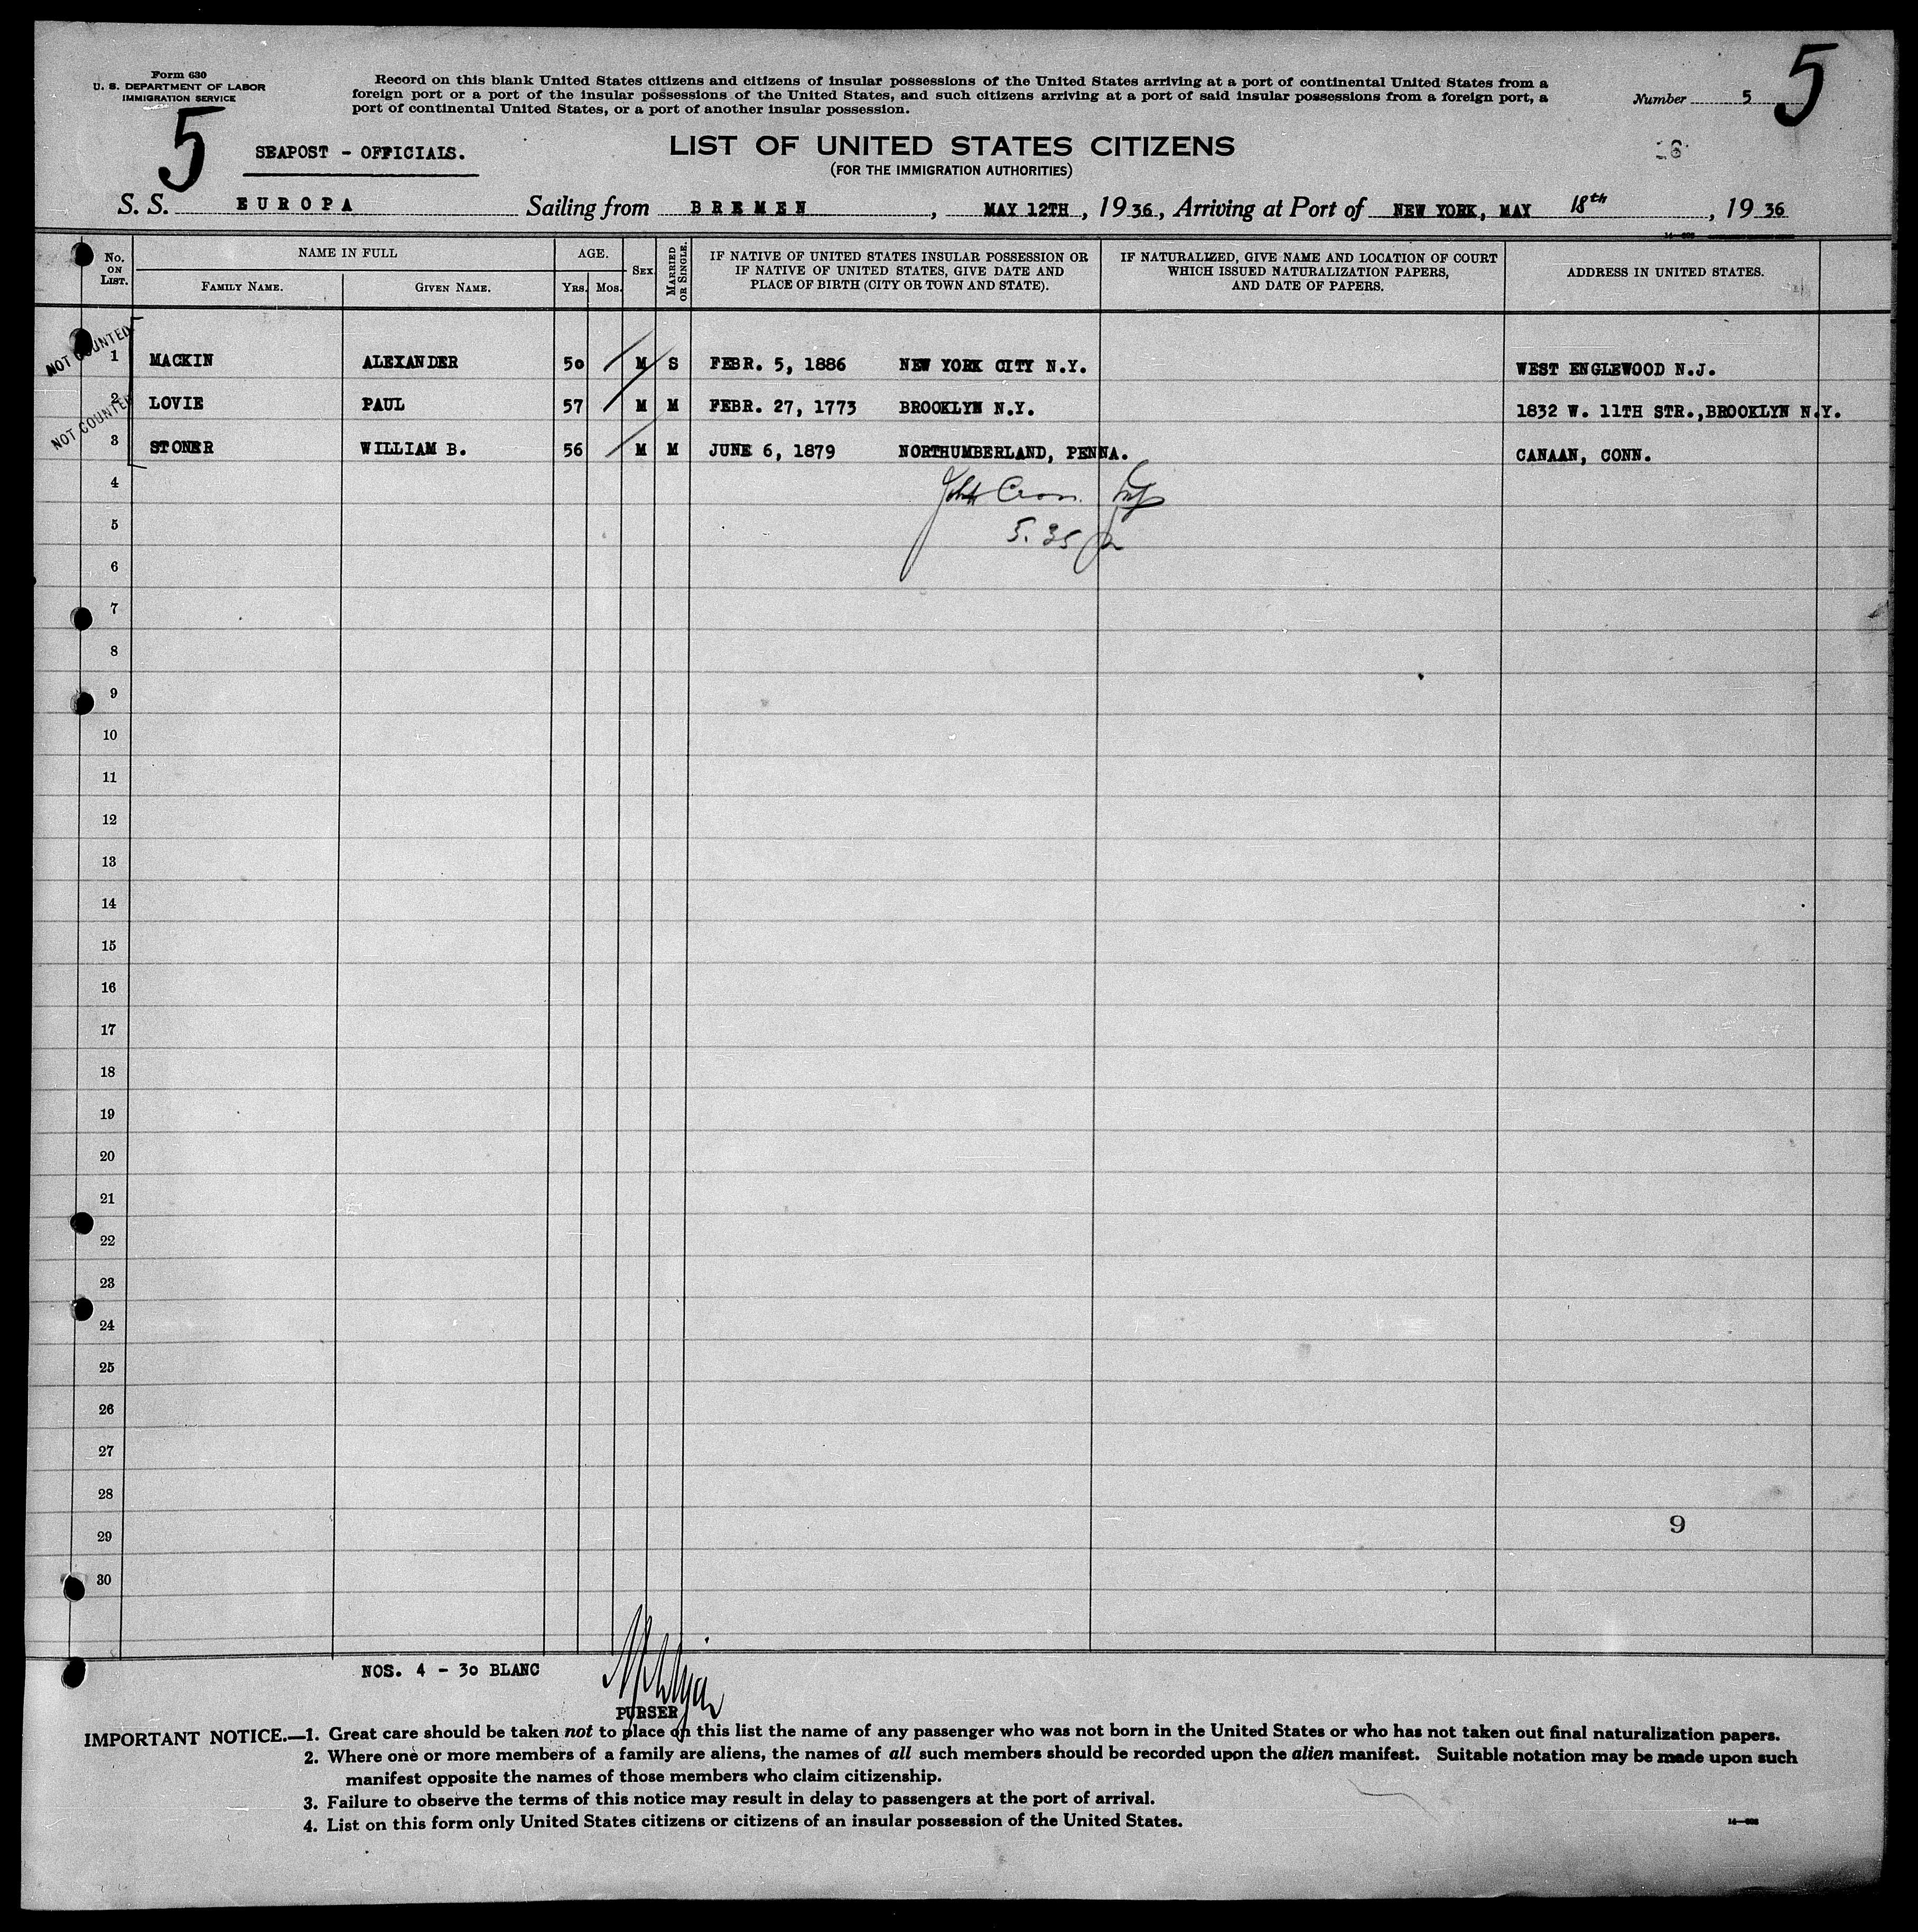 Form 630
U. S. DEPARTMENT OF LABOR
IMMIGRATION SERVICE
Record on this blank United States citizens and citizens of insular possessions of the United States arriving at a port of continental United States from a
foreign port or a port of the insular possessions of the United States, and such citizens arriving at a port of said insular possessions from a foreign port, a
port of continental United States, or a port of another insular possession.
Number 5
5
5
SEAPOST - OFFICIALS.
LIST OF UNITED STATES CITIZENS
(FOR THE IMMIGRATION AUTHORITIES)
S. S. EUROPA Sailing from BREMEN, MAY 12TH, 1936, Arriving at Port of NEW YORK, MAY 18th, 1936
No. ON LIST. NAME IN FULL AGE. SEX MARRIED OR SINGLE. IF NATIVE OF UNITED STATES INSULAR POSSESSION OR IF NATIVE OF UNITED STATES, GIVE DATE AND PLACE OF BIRTH (CITY OR TOWN AND STATE). IF NATURALIZED, GIVE NAME AND LOCATION OF COURT WHICH ISSUED NATURALIZATION PAPERS, AND DATE OF PAPERS. ADDRESS IN UNITED STATES.
FAMILY NAME. GIVEN NAME. YRS. MOS.
NOT COUNTED
1 MACKIN ALEXANDER 50 M S FEBR. 5, 1886 NEW YORK CITY N.Y. WEST ENGLEWOOD N.J.
2 LOVIE PAUL 57 M M FEBR. 27, 1773 BROOKLYN N.Y. 1832 W. 11TH STR.,BROOKLYN N.Y.
NOT COUNTED
3 STONER WILLIAM B. 56 M M JUNE 6, 1879 NORTHUMBERLAND, PENNA. CANAAN, CONN.
4
5 5.35
6
7
8
9
10
11
12
13
14
15
16
17
18
19
20
21
22
23
24
25
26
27
28
29 9
30
NOS. 4 - 30 BLANC
PURSER
IMPORTANT NOTICE.—1. Great care should be taken not to place on this list the name of any passenger who was not born in the United States or who has not taken out final naturalization papers.
2. Where one or more members of a family are aliens, the names of all such members should be recorded upon the alien manifest. Suitable notation may be made upon such
manifest opposite the names of those members who claim citizenship.
3. Failure to observe the terms of this notice may result in delay to passengers at the port of arrival.
4. List on this form only United States citizens or citizens of an insular possession of the United States.